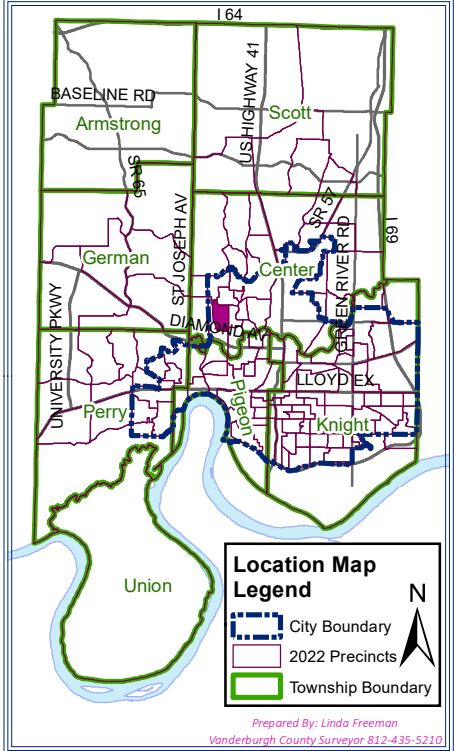 I 64
BASELINE RD
Armstrong
US HIGHWAY 41
Scott
SR 65
ST. JOSEPH AV
SR 57
I 69
German
Center
GREEN RIVER RD
UNIVERSITY PKWY
DIAMOND AV
LLOYD EX
Perry
Pigeon
Knight
Union
Location Map
Legend
N
City Boundary
2022 Precincts
Township Boundary
Prepared By: Linda Freeman
Vanderburgh County Surveyor 812-435-5210